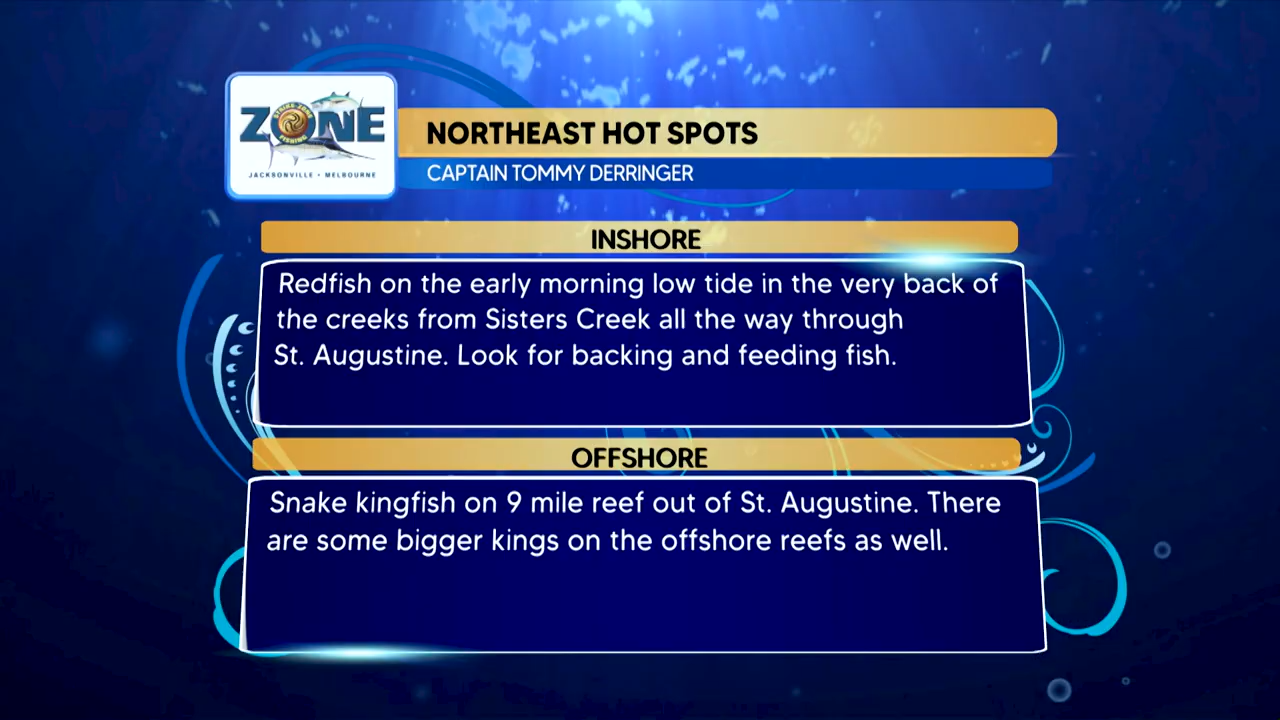 ZONE
STRIKE ZONE
FISHING
JACKSONVILLE • MELBOURNE
NORTHEAST HOT SPOTS
CAPTAIN TOMMY DERRINGER
INSHORE
Redfish on the early morning low tide in the very back of
the creeks from Sisters Creek all the way through
St. Augustine. Look for backing and feeding fish.
OFFSHORE
Snake kingfish on 9 mile reef out of St. Augustine. There
are some bigger kings on the offshore reefs as well.